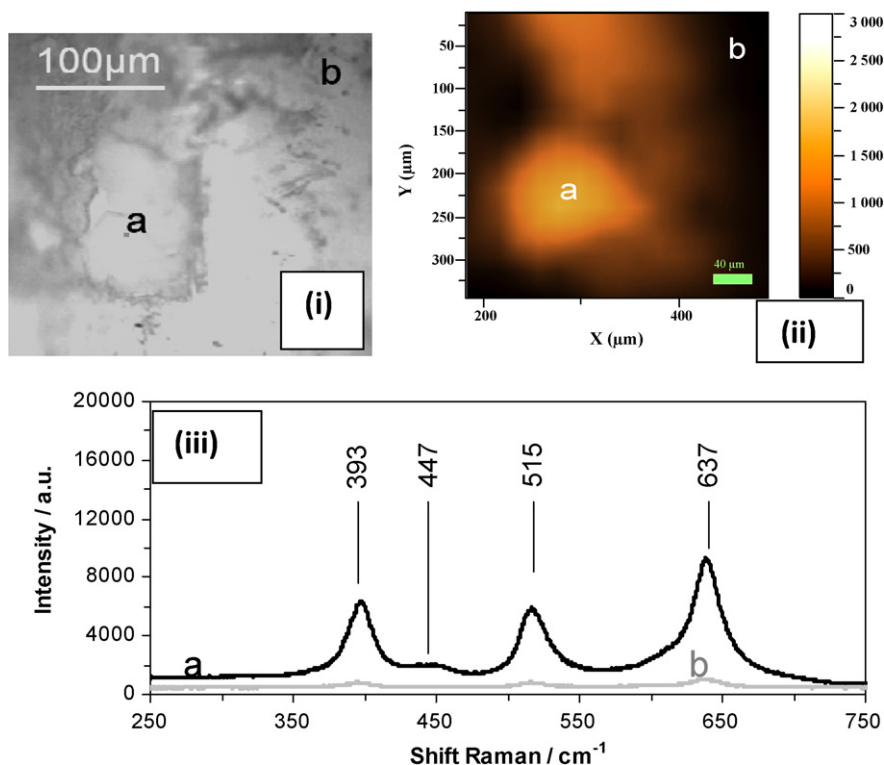 100µm
b
a
(i)
b
a
40 µm
Y (µm)
50
100
150
200
250
300
200
400
X (µm)
3 000
2 500
2 000
1 500
1 000
500
0
(ii)
(iii)
393
447
515
637
a
b
Intensity / a.u.
20000
16000
12000
8000
4000
0
250
350
450
550
650
750
Shift Raman / cm⁻¹